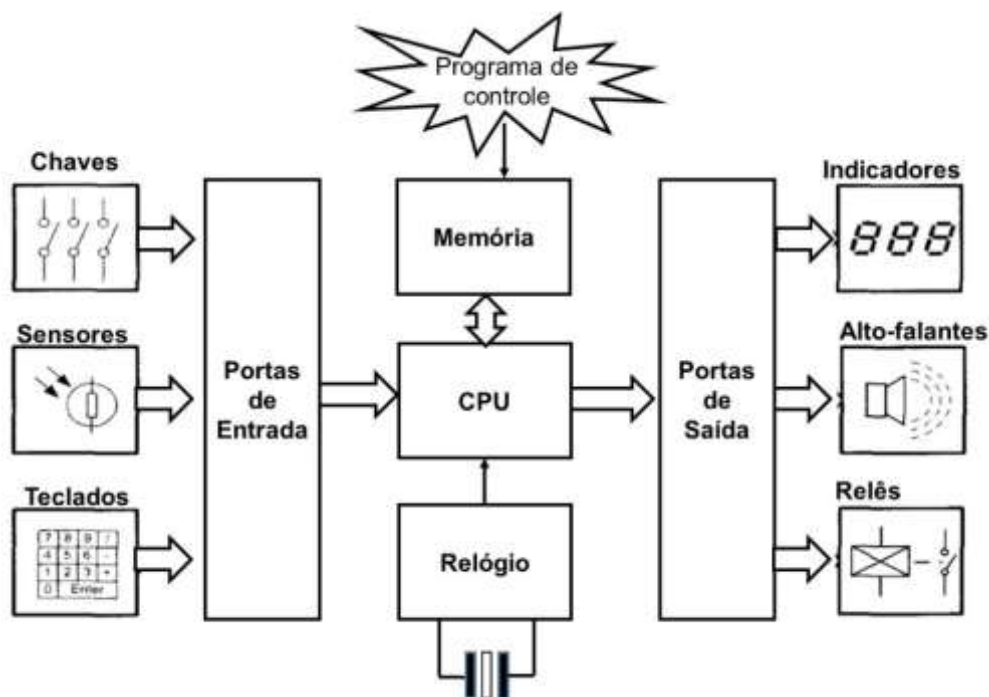 Programa de
controle
Chaves
Indicadores
888
Memória
Sensores
Alto-falantes
Portas
de
Entrada
CPU
Portas
de
Saída
Teclados
Relês
7 8 9 /
4 5 6 -
1 2 3 +
0 Enter
Relógio